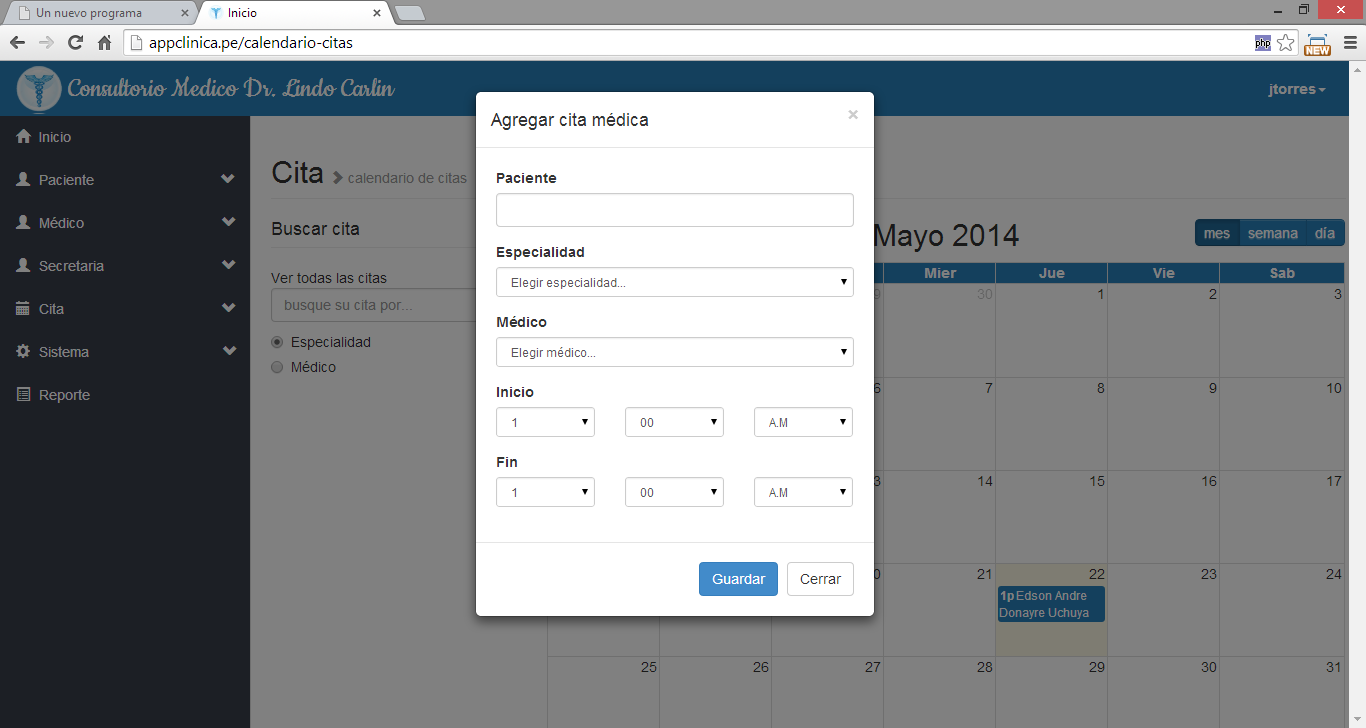 Un nuevo programa
Inicio
appclinica.pe/calendario-citas
php
NEW
Consultorio Medico Dr. Lindo Carlin
jtorres
Inicio
Paciente
Médico
Secretaria
Cita
Sistema
Reporte
Cita calendario de citas
Buscar cita
Ver todas las citas
busque su cita por...
Especialidad
Médico
Agregar cita médica
×
Paciente
Especialidad
Elegir especialidad...
Médico
Elegir médico...
Inicio
1 00 A.M
Fin
1 00 A.M
Guardar Cerrar
Mayo 2014
mes semana día
Mier Jue Vie Sab
9 30 1 2 3
6 7 8 9 10
3 14 15 16 17
0 21 22 23 24
1p Edson Andre
Donayre Uchuya
25 26 27 28 29 30 31